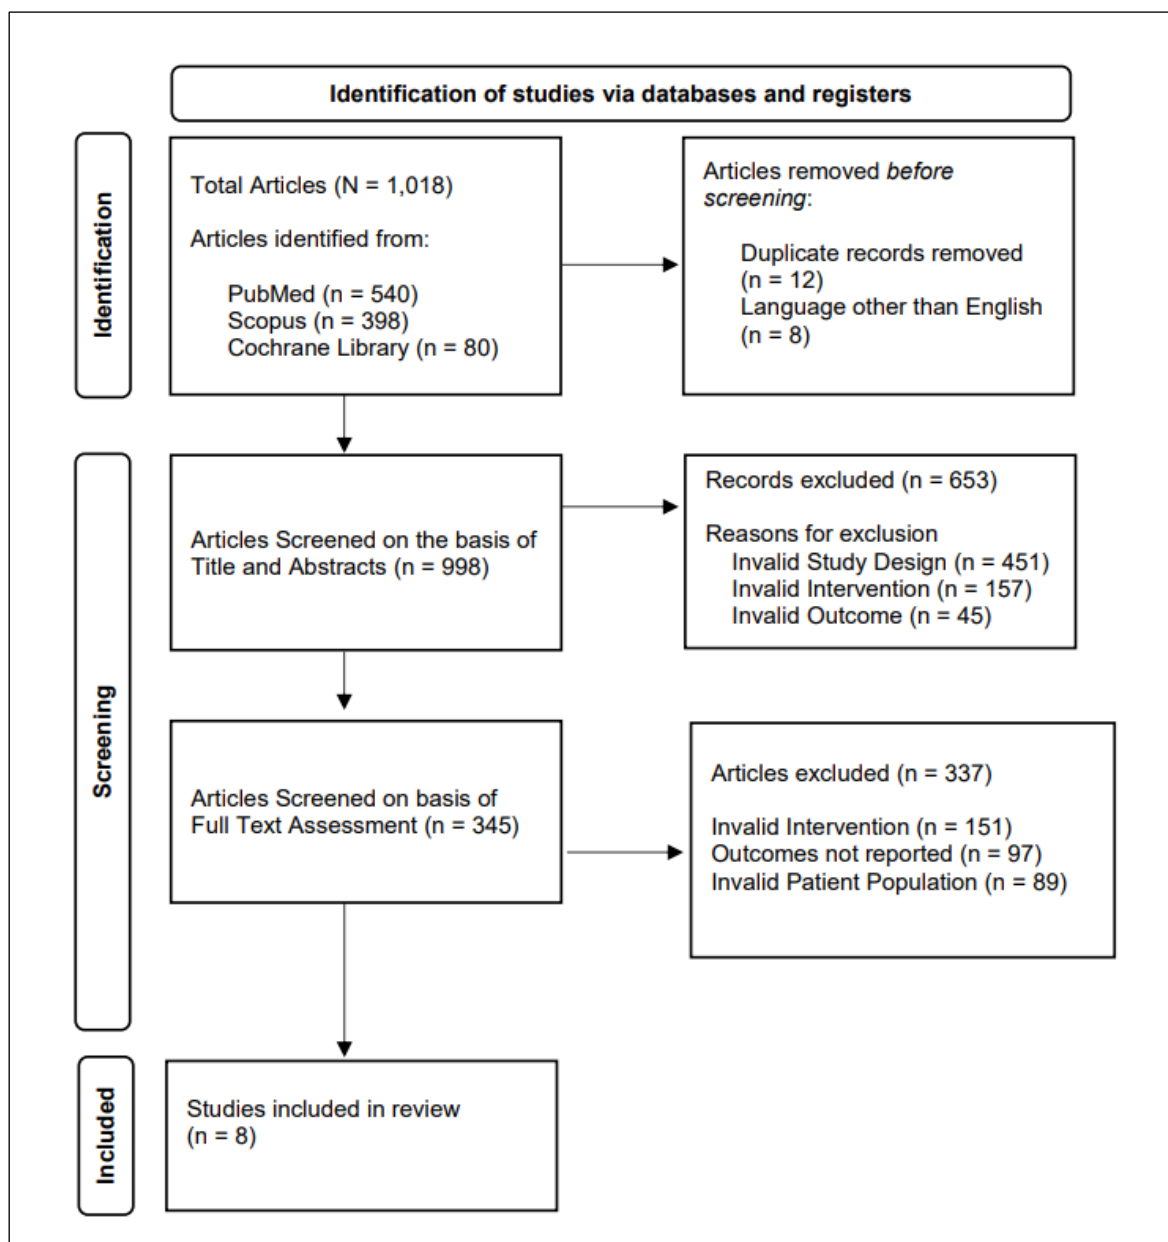 Identification of studies via databases and registers
Identification
Total Articles (N = 1,018)
Articles identified from:
PubMed (n = 540)
Scopus (n = 398)
Cochrane Library (n = 80)
Articles removed before
screening:
Duplicate records removed
(n = 12)
Language other than English
(n = 8)
Screening
Articles Screened on the basis of
Title and Abstracts (n = 998)
Records excluded (n = 653)
Reasons for exclusion
Invalid Study Design (n = 451)
Invalid Intervention (n = 157)
Invalid Outcome (n = 45)
Articles Screened on basis of
Full Text Assessment (n = 345)
Articles excluded (n = 337)
Invalid Intervention (n = 151)
Outcomes not reported (n = 97)
Invalid Patient Population (n = 89)
Included
Studies included in review
(n = 8)